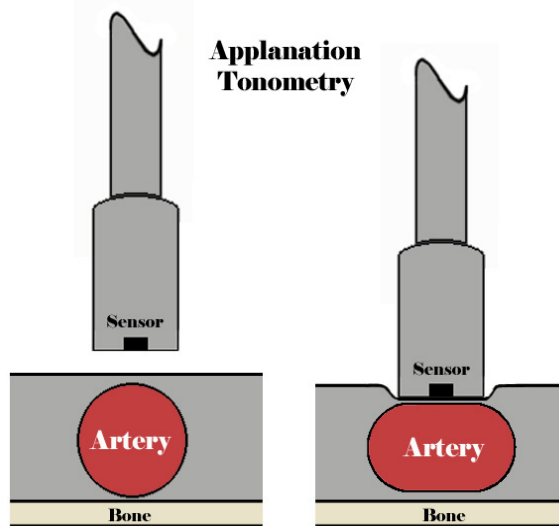 Applanation
Tonometry
Sensor
Artery
Bone
Sensor
Artery
Bone